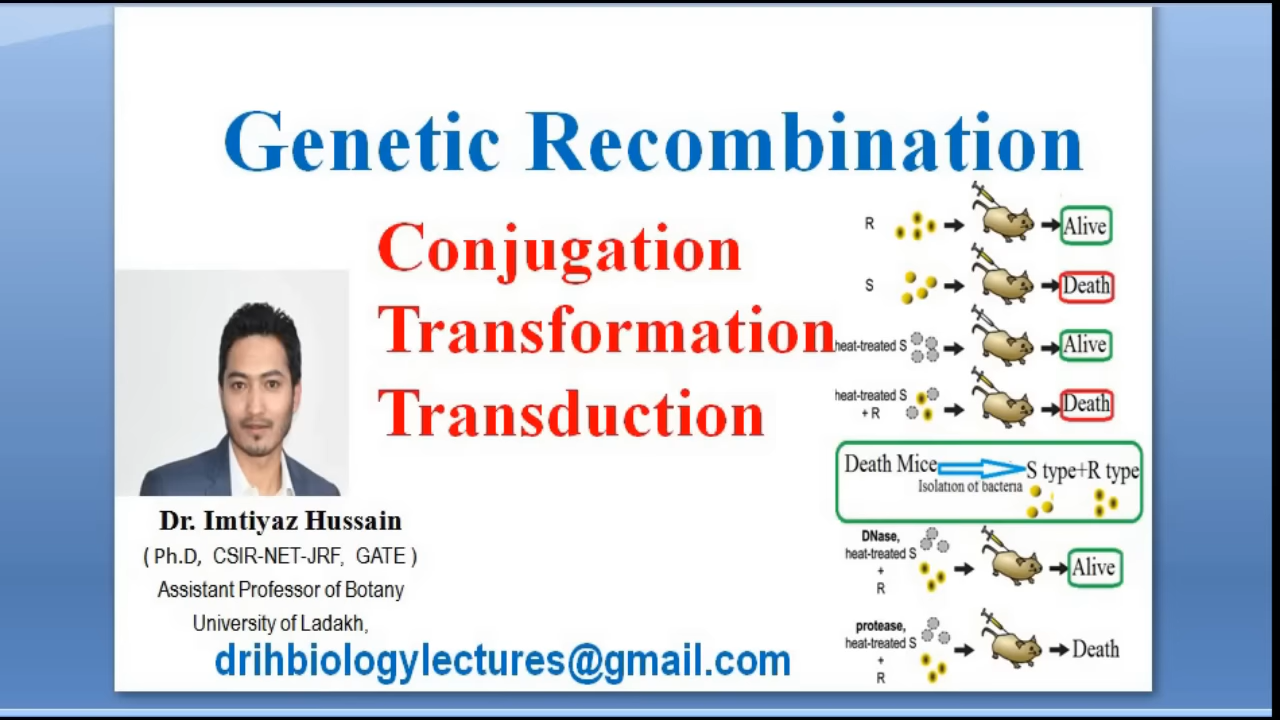 Genetic Recombination
Conjugation
Transformation
Transduction
Dr. Imtiyaz Hussain
( Ph.D, CSIR-NET-JRF, GATE )
Assistant Professor of Botany
University of Ladakh,
drihbiologylectures@gmail.com
R
Alive
S
Death
heat-treated S
Alive
heat-treated S
+ R
Death
Death Mice
S type+R type
Isolation of bacteria
DNase,
heat-treated S
+
R
Alive
protease,
heat-treated S
+
R
Death